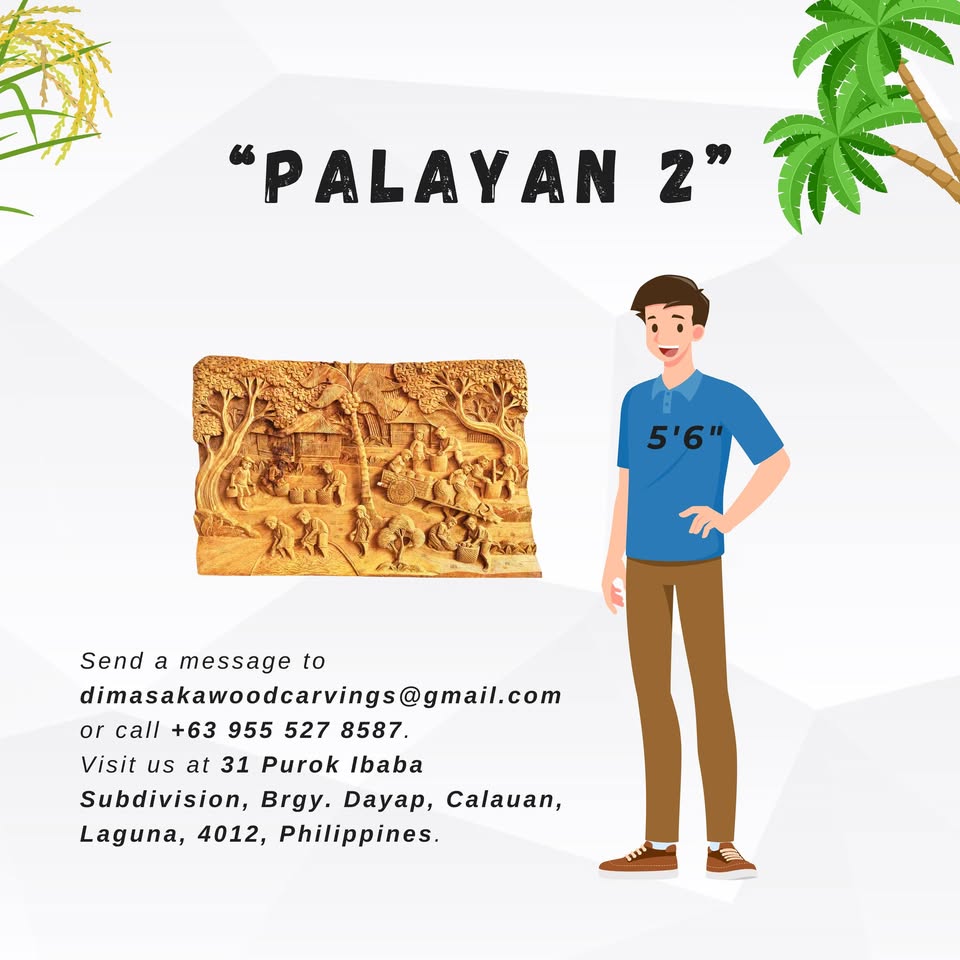 “PALAYAN 2”
5'6"
Send a message to
dimasakawoodcarvings@gmail.com
or call +63 955 527 8587.
Visit us at 31 Purok Ibaba
Subdivision, Brgy. Dayap, Calauan,
Laguna, 4012, Philippines.